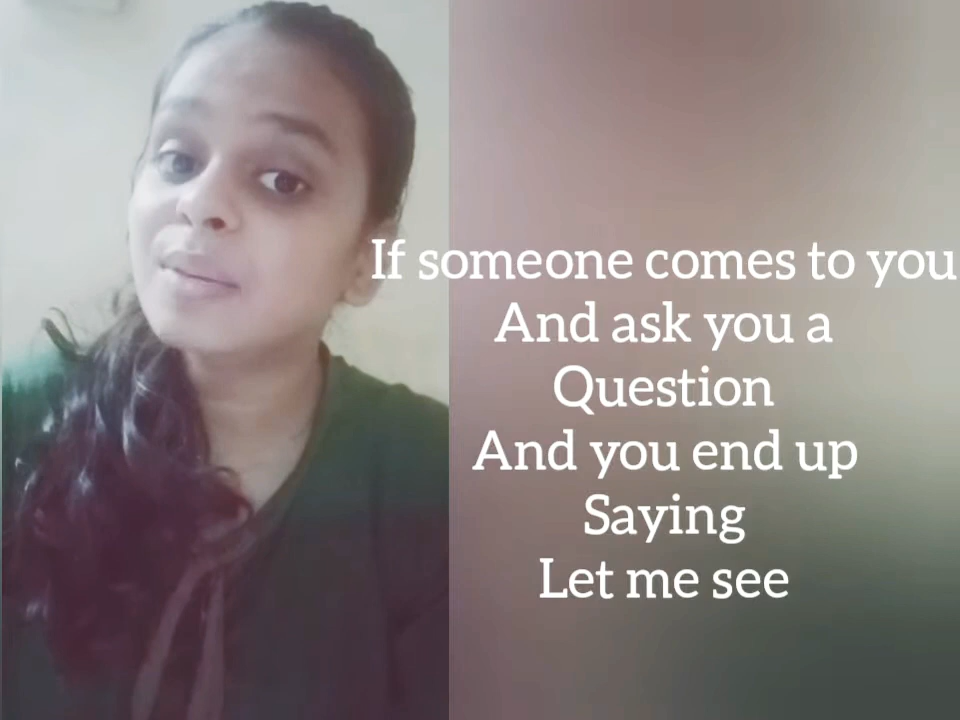 If someone comes to you
And ask you a
Question
And you end up
Saying
Let me see